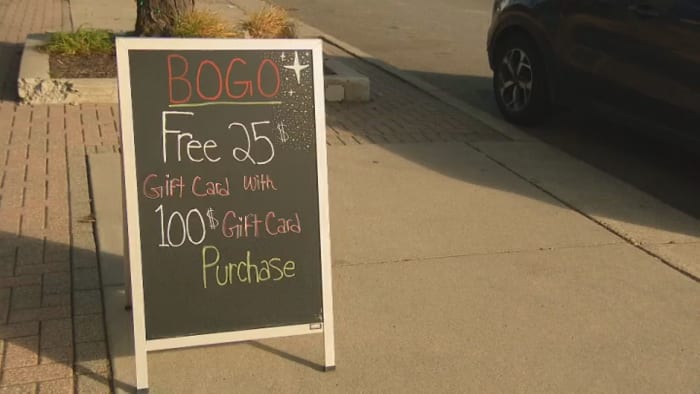 BOGO
Free 25$
Gift Card with
100$ Gift Card
Purchase